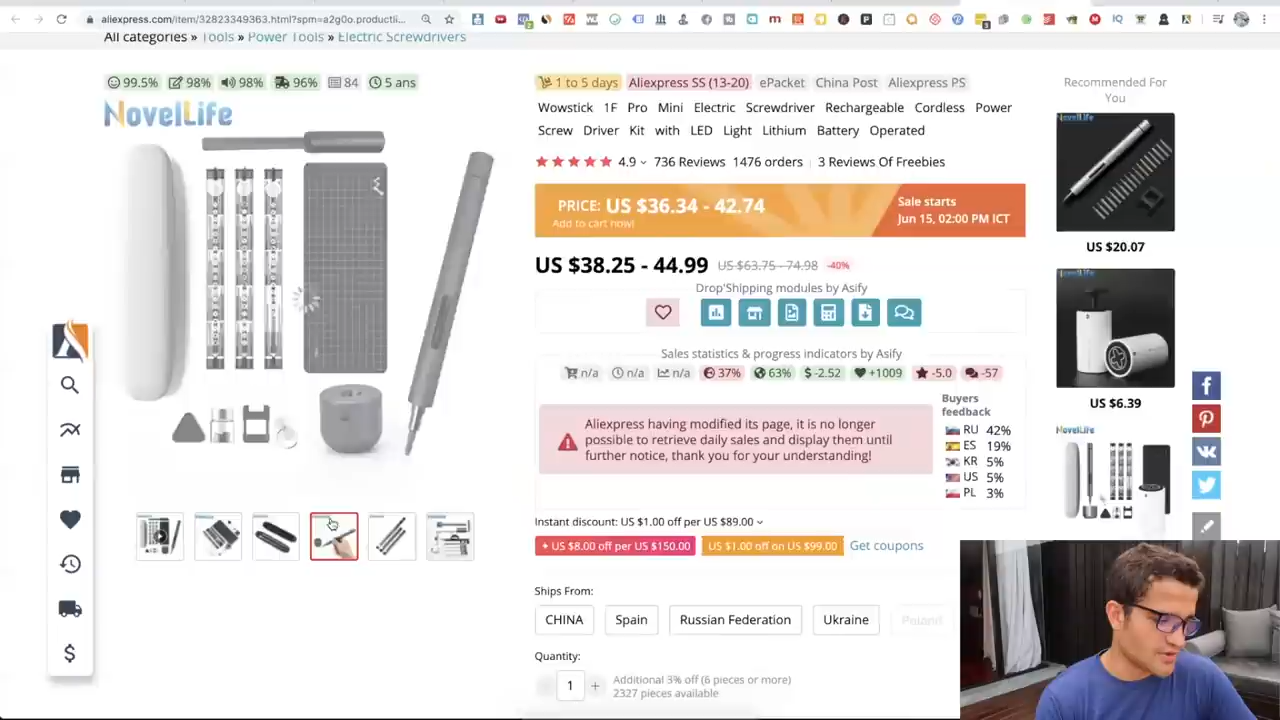 aliexpress.com/item/32823349363.html?spm=a2g0o.productli...
All categories » Tools » Power Tools » Electric Screwdrivers
99.5% 98% 98% 96% 84 5 ans
1 to 5 days Aliexpress SS (13-20) ePacket China Post Aliexpress PS
NovelLife
Wowstick 1F Pro Mini Electric Screwdriver Rechargeable Cordless Power
Screw Driver Kit with LED Light Lithium Battery Operated
4.9 736 Reviews 1476 orders 3 Reviews Of Freebies
PRICE: US $36.34 - 42.74
Add to cart now!
Sale starts
Jun 15, 02:00 PM ICT
US $38.25 - 44.99 US $63.75 - 74.98 -40%
Drop'Shipping modules by Asify
Sales statistics & progress indicators by Asify
n/a n/a n/a 37% 63% -2.52 +1009 -5.0 -57
Aliexpress having modified its page, it is no longer
possible to retrieve daily sales and display them until
further notice, thank you for your understanding!
Buyers
feedback
RU 42%
ES 19%
KR 5%
US 5%
PL 3%
Instant discount: US $1.00 off per US $89.00
+ US $8.00 off per US $150.00 US $1.00 off on US $99.00 Get coupons
Ships From:
CHINA Spain Russian Federation Ukraine Poland
Quantity:
1
Additional 3% off (6 pieces or more)
2327 pieces available
Recommended For
You
NovelLife
US $20.07
NovelLife
US $6.39
NovelLife